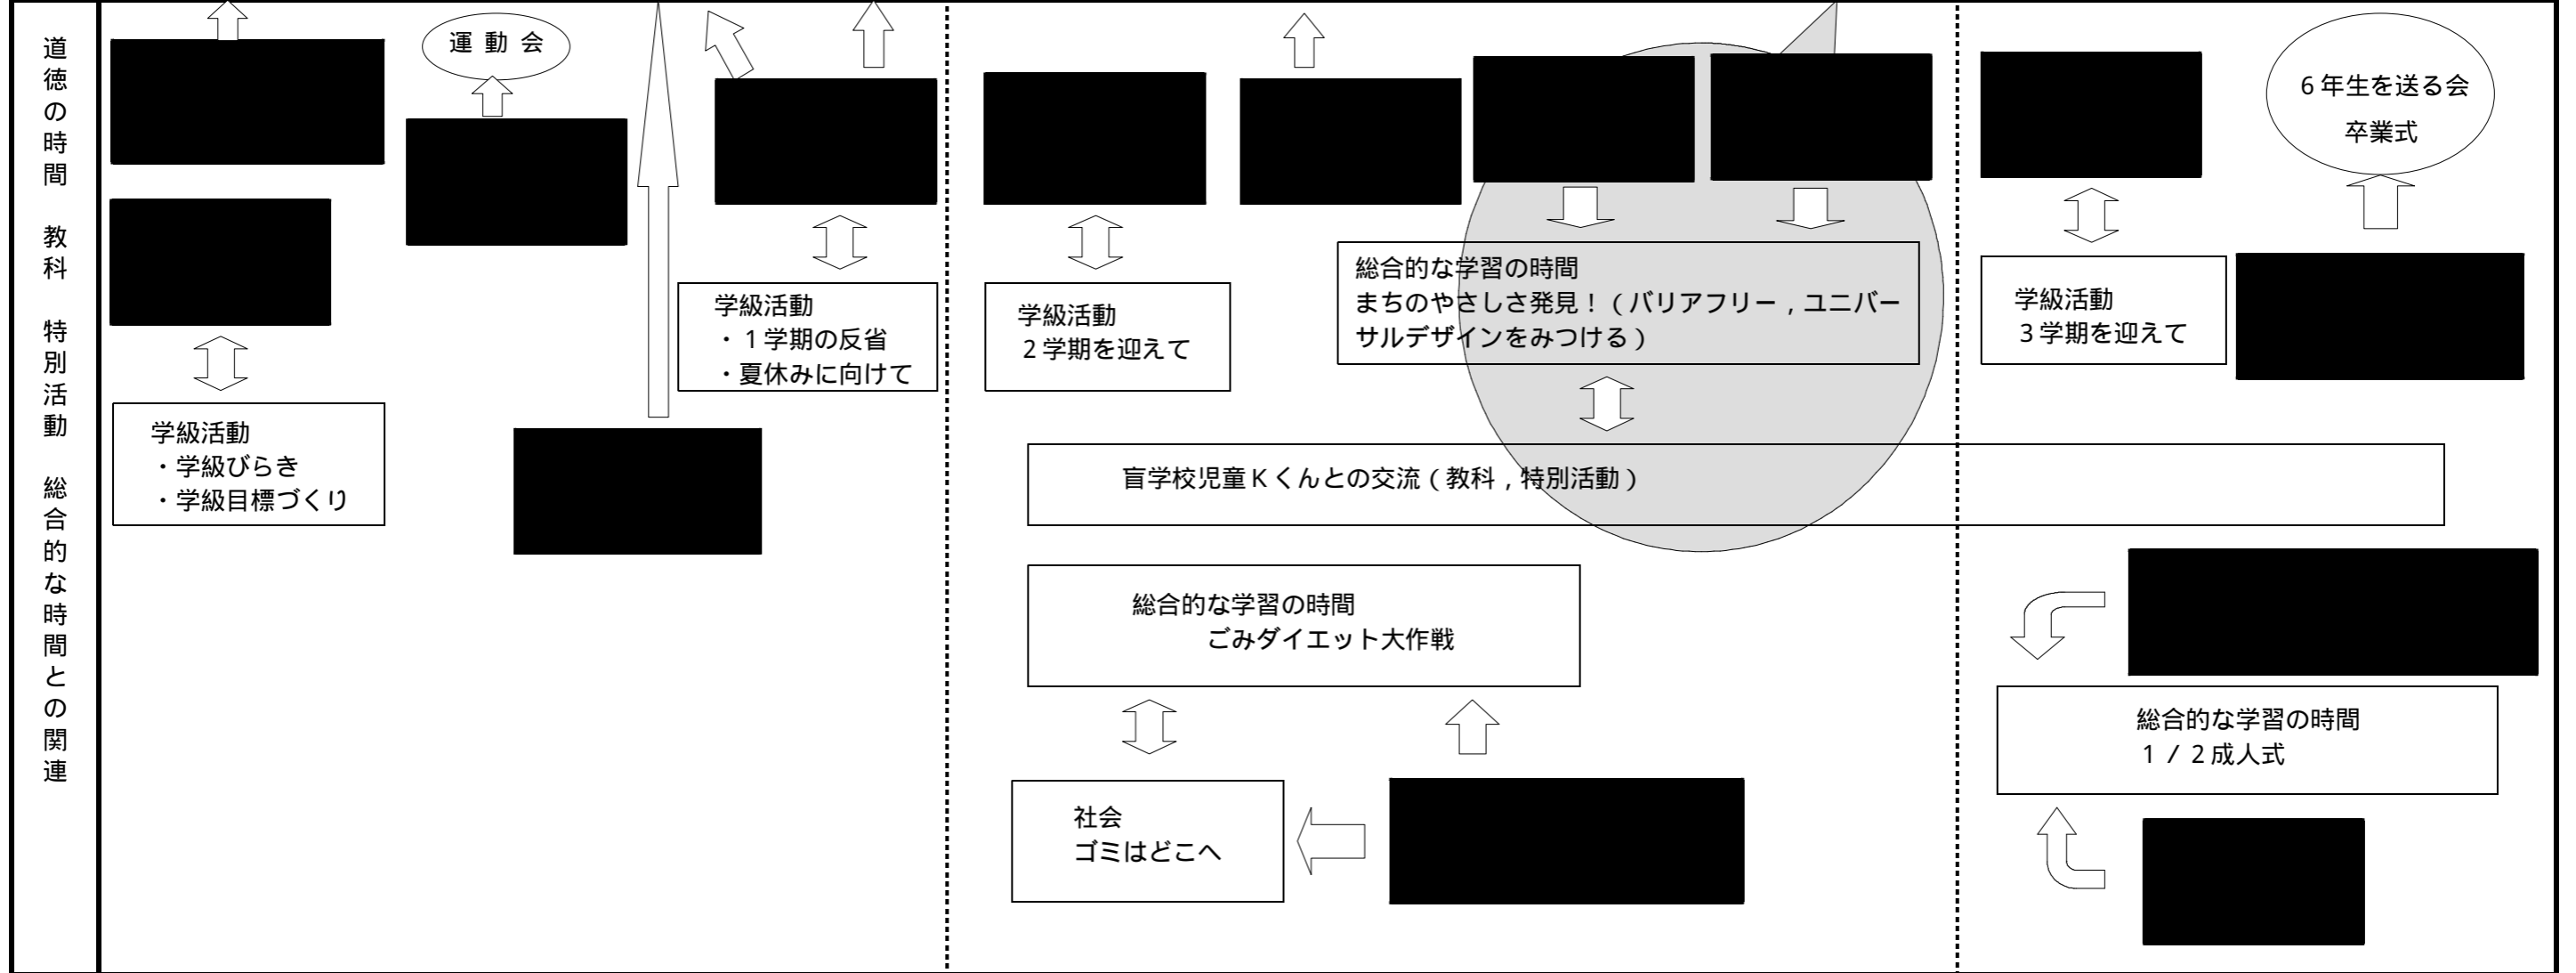 道徳の時間　教科　特別活動　総合的な時間との関連
運 動 会
学級活動
・学級びらき
・学級目標づくり
学級活動
・１学期の反省
・夏休みに向けて
学級活動
２学期を迎えて
総合的な学習の時間
まちのやさしさ発見！（バリアフリー，ユニバー
サルデザインをみつける）
盲学校児童Ｋくんとの交流（教科，特別活動）
総合的な学習の時間
ごみダイエット大作戦
社会
ゴミはどこへ
6 年生を送る会
卒業式
学級活動
３学期を迎えて
総合的な学習の時間
１／２成人式